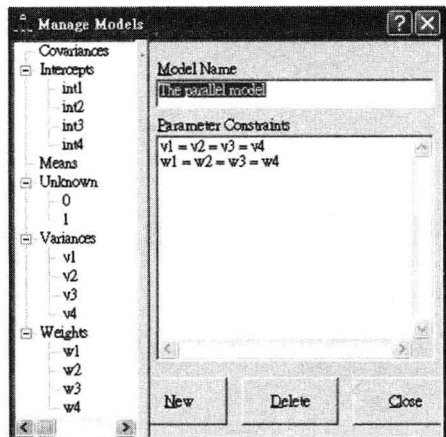 Manage Models
Covariances
Intercepts
int1
int2
int3
int4
Means
Unknown
0
1
Variances
v1
v2
v3
v4
Weights
w1
w2
w3
w4
Model Name
The parallel model
Parameter Constraints
v1 = v2 = v3 = v4
w1 = w2 = w3 = w4
New
Delete
Close